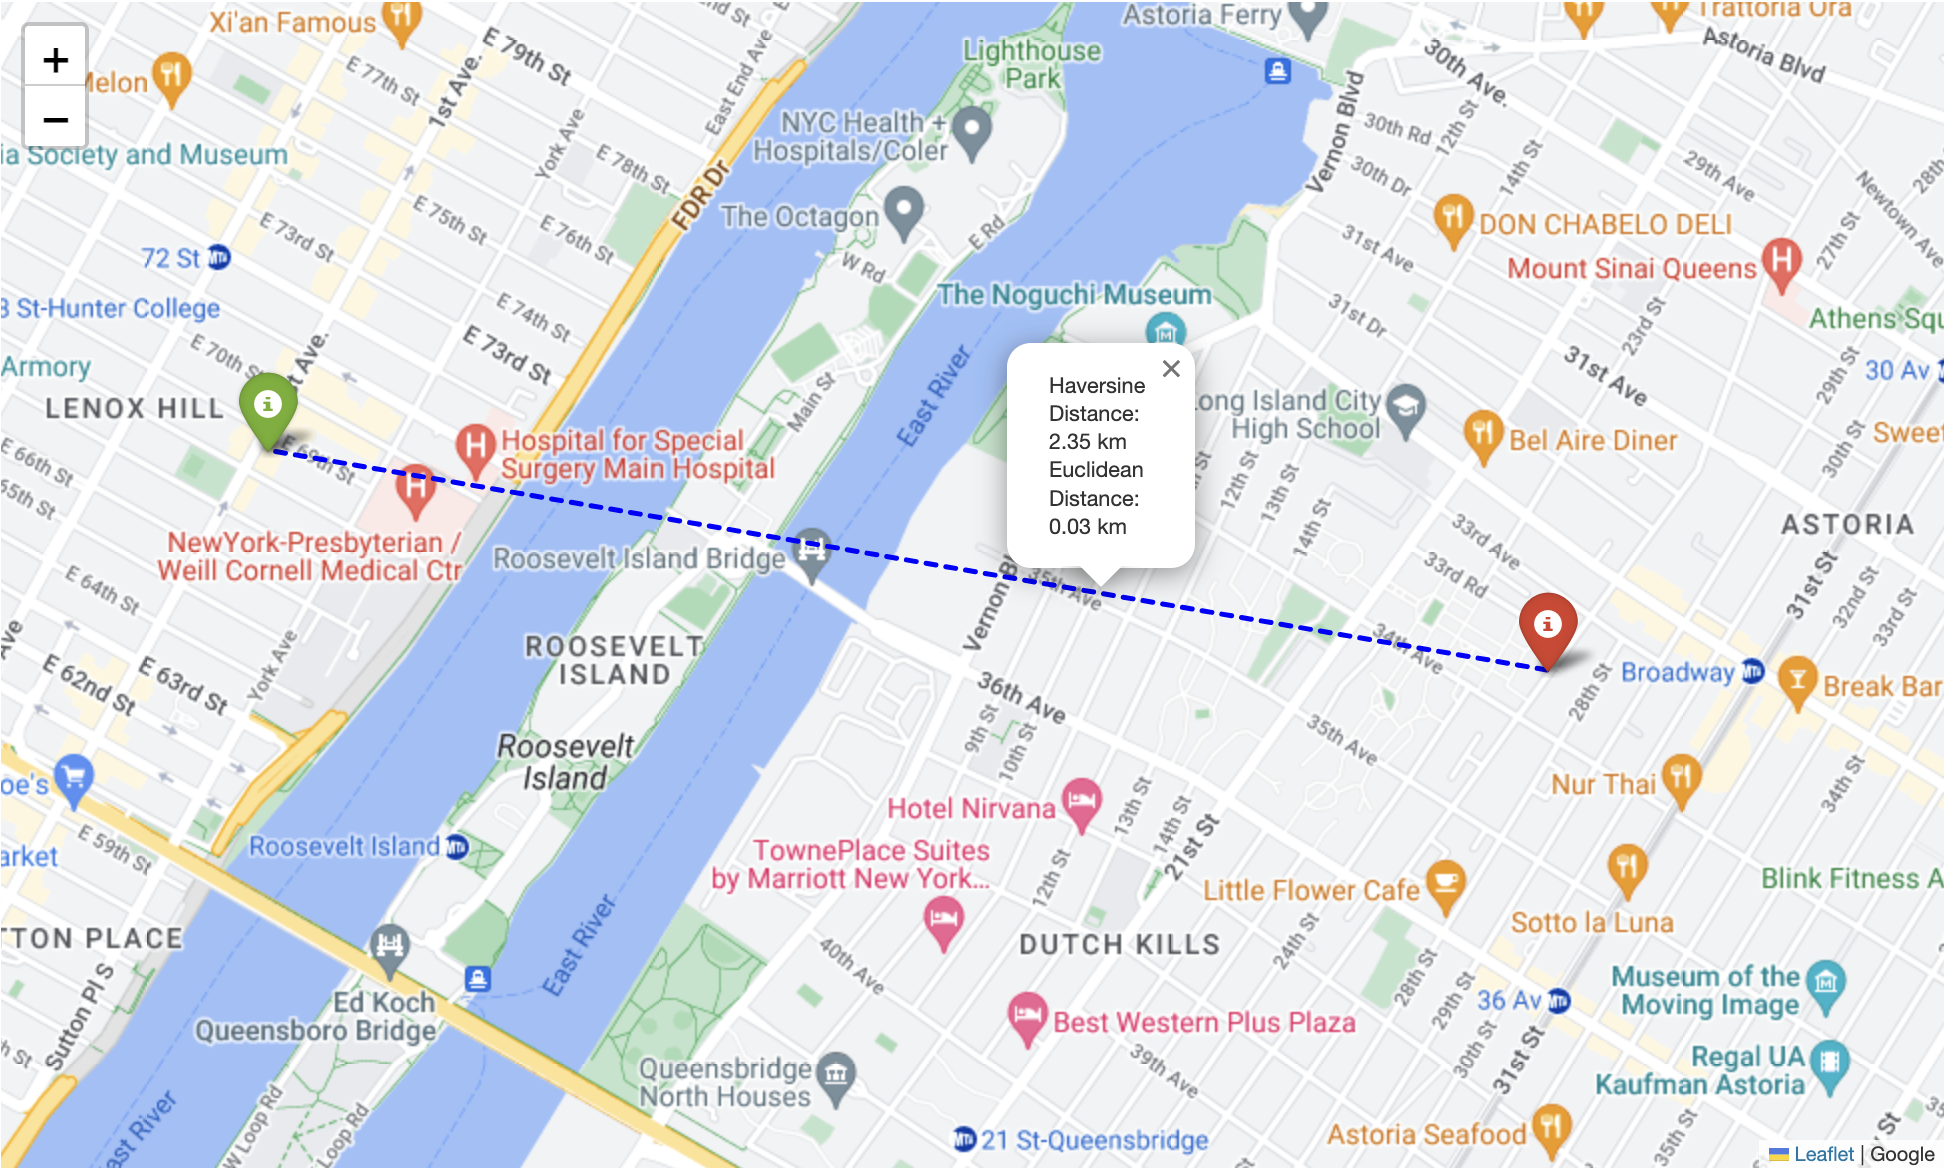 Xi'an Famous
E 79th St
nd St
East End Ave
Astoria Ferry
Trattoria Ora
Astoria Blvd
+
−
Melon
E 77th St
1st Ave.
Lighthouse
Park
30th Ave.
ia Society and Museum
York Ave
E 78th St
FDR Dr
NYC Health +
Hospitals/Coler
Vernon Blvd
30th Rd
12th St
14th St
29th Ave
28th St
Newtown Ave
30th Dr
E 73rd St
E 75th St
E 76th St
The Octagon
E Rd
W Rd
DON CHABELO DELI
31st Ave
27th St
72 St
Mount Sinai Queens
3 St-Hunter College
E 74th St
The Noguchi Museum
31st Dr
23rd St
Athens Squ
E 70th St
st Ave.
E 73rd St
Armory
31st Ave
29th St
30 Av
LENOX HILL
Main St
East River
Haversine
Distance:
2.35 km
Euclidean
Distance:
0.03 km
Long Island City
High School
Bel Aire Diner
Sweet
30th St
E 66th St
65th St
E 69th St
Hospital for Special
Surgery Main Hospital
12th St
13th St
14th St
33rd Ave
ASTORIA
NewYork-Presbyterian /
Weill Cornell Medical Ctr
Roosevelt Island Bridge
35th Ave
33rd Rd
31st St
32nd St
33rd St
E 64th St
Vernon Bl
34th Ave
E 63rd St
E 62nd St
York Ave
Ave
ROOSEVELT
ISLAND
36th Ave
28th St
Broadway
Break Bar
Roosevelt
Island
9th St
10th St
35th Ave
oe's
Nur Thai
34th St
Hotel Nirvana
13th St
14th St
21st St
E 59th St
arket
Roosevelt Island
TownePlace Suites
by Marriott New York...
12th St
Little Flower Cafe
Blink Fitness A
Sotto la Luna
TTON PLACE
East River
40th Ave
DUTCH KILLS
24th St
28th St
29th St
Museum of the
Moving Image
Sutton Pl S
h St
Ed Koch
Queensboro Bridge
36 Av
Best Western Plus Plaza
39th Ave
30th St
31st St
Regal UA
Kaufman Astoria
Queensbridge
North Houses
East River
W Loop Rd
Loop Rd
21 St-Queensbridge
Astoria Seafood
35th St
St
35
Leaflet | Google